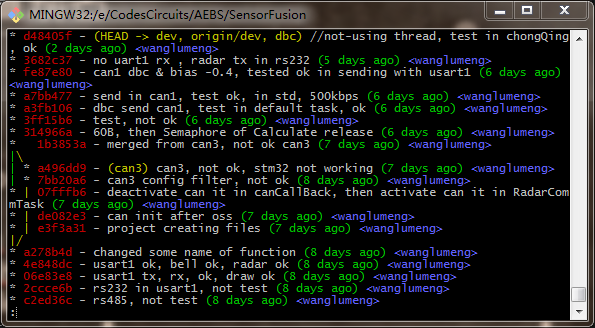 MINGW32:/e/CodesCircuits/AEBS/SensorFusion
* d48405f - (HEAD -> dev, origin/dev, dbc) //not-using thread, test in chongQing
, ok (2 days ago) <wanglumeng>
* 3682c37 - no uart1 rx , radar tx in rs232 (5 days ago) <wanglumeng>
* fe87e80 - can1 dbc & bias -0.4, tested ok in sending with usart1 (6 days ago)
<wanglumeng>
* a7bb477 - send in can1, test ok, in std, 500kbps (6 days ago) <wanglumeng>
* a3fb106 - dbc send can1, test in default task, ok (6 days ago) <wanglumeng>
* 3ff15b6 - test, not ok (6 days ago) <wanglumeng>
* 314966a - 60B, then Semaphore of Calculate release (6 days ago) <wanglumeng>
*   1b3853a - merged from can3, not ok can3 (7 days ago) <wanglumeng>
|\
| * a496dd9 - (can3) can3, not ok, stm32 not working (7 days ago) <wanglumeng>
| * 7bb20a6 - can3 config filter, not ok (8 days ago) <wanglumeng>
* | 07fffb6 - deactivate can it in canCallBack, then activate can it in RadarCom
mTask (7 days ago) <wanglumeng>
* | de082e3 - can init after oss (7 days ago) <wanglumeng>
* | e3f3a31 - project creating files (7 days ago) <wanglumeng>
|/
* a278b4d - changed some name of function (8 days ago) <wanglumeng>
* 4e848dc - usart1 ok, bell ok, radar ok (8 days ago) <wanglumeng>
* 06e83e8 - usart1 tx, rx, ok, draw ok (8 days ago) <wanglumeng>
* 2ccce6b - rs232 in usart1, not test (8 days ago) <wanglumeng>
* c2ed36c - rs485, not test (8 days ago) <wanglumeng>
: